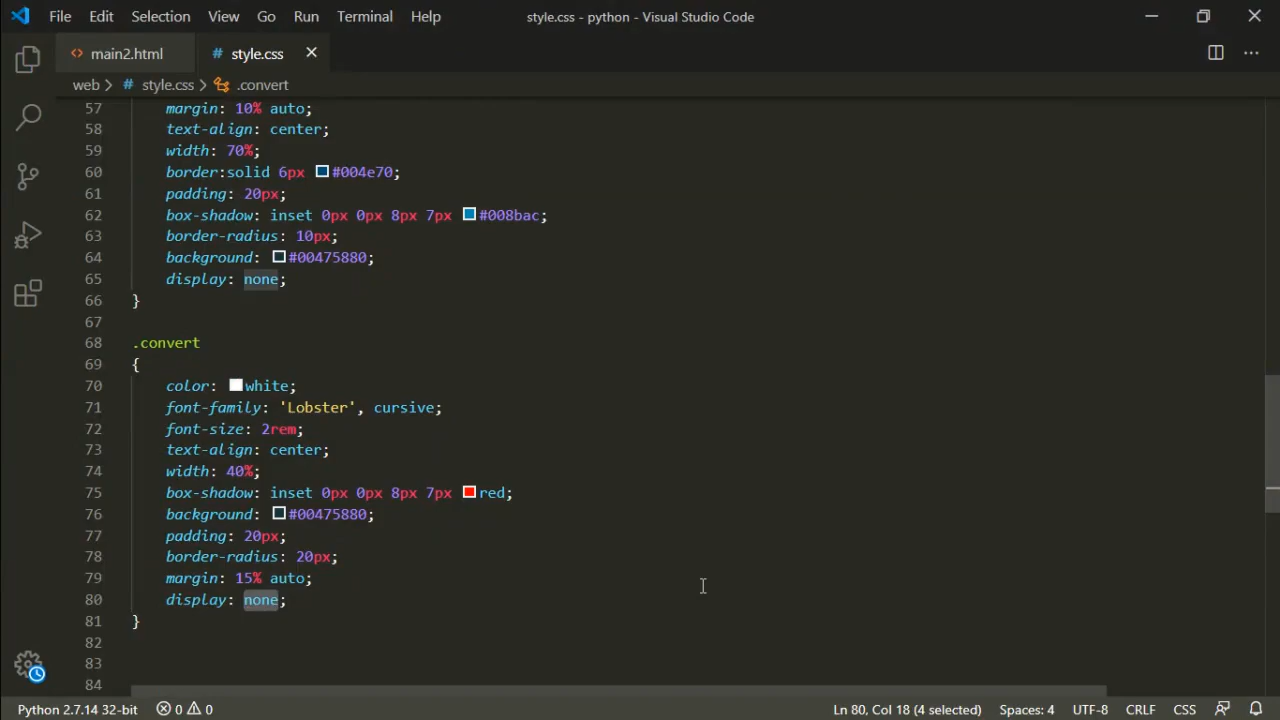 File Edit Selection View Go Run Terminal Help style.css - python - Visual Studio Code
main2.html # style.css
web > # style.css > .convert
57 margin: 10% auto;
58 text-align: center;
59 width: 70%;
60 border:solid 6px #004e70;
61 padding: 20px;
62 box-shadow: inset 0px 0px 8px 7px #008bac;
63 border-radius: 10px;
64 background: #00475880;
65 display: none;
66 }
67
68 .convert
69 {
70 color: white;
71 font-family: 'Lobster', cursive;
72 font-size: 2rem;
73 text-align: center;
74 width: 40%;
75 box-shadow: inset 0px 0px 8px 7px red;
76 background: #00475880;
77 padding: 20px;
78 border-radius: 20px;
79 margin: 15% auto;
80 display: none;
81 }
82
83
84
Python 2.7.14 32-bit 0 0 Ln 80, Col 18 (4 selected) Spaces: 4 UTF-8 CRLF CSS